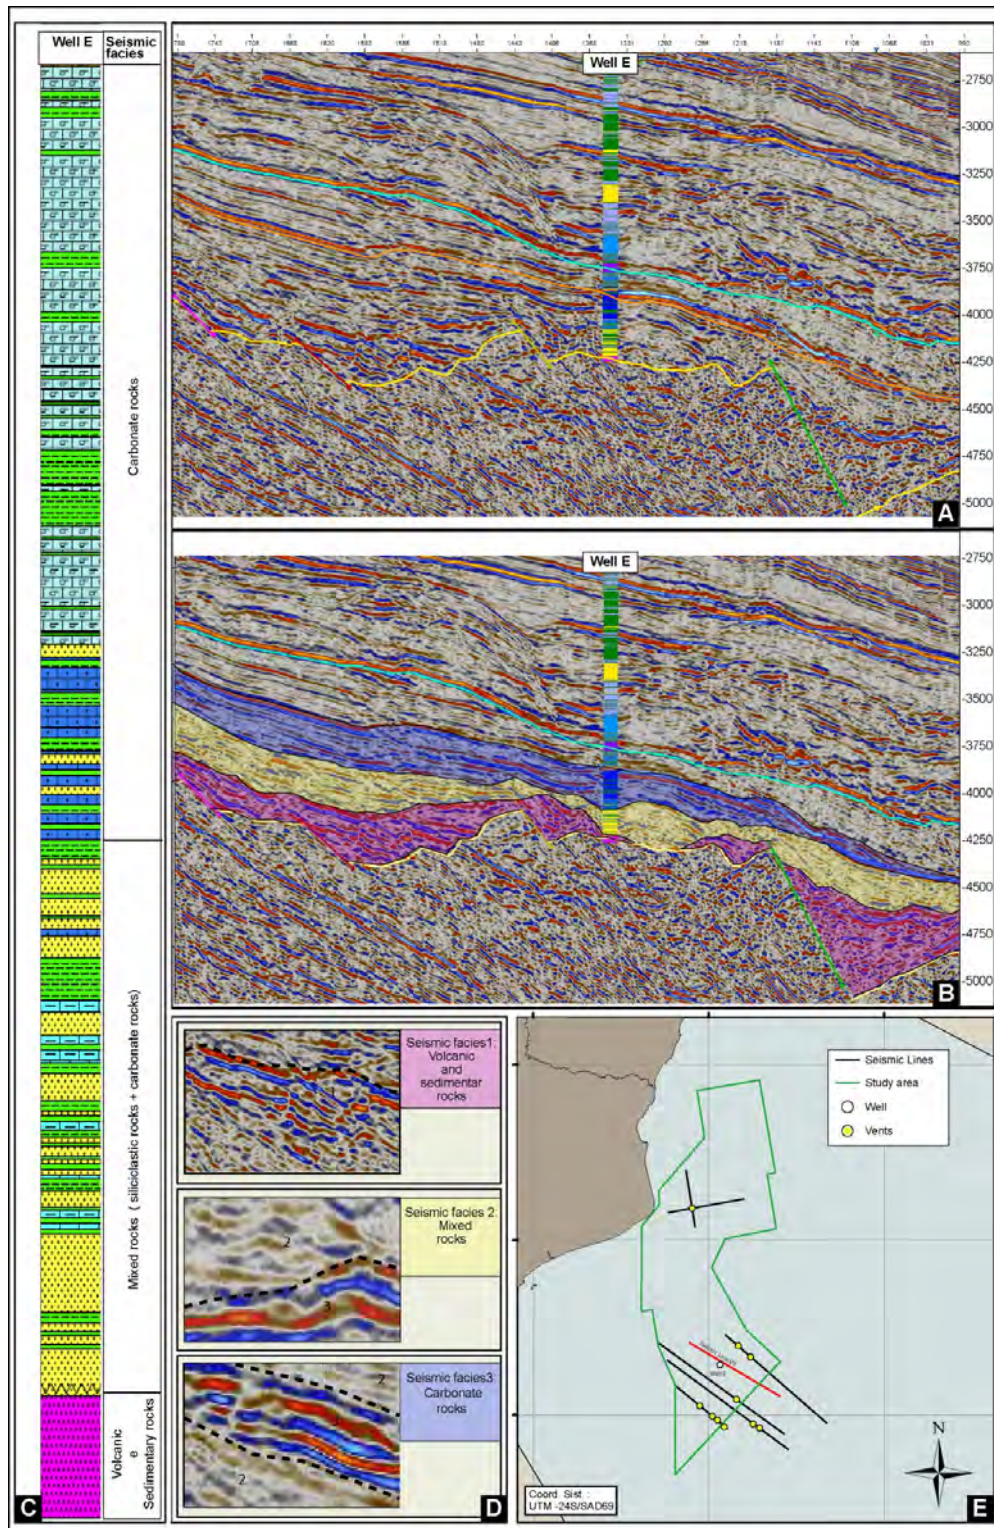 Well E
Seismic
facies
Carbonate rocks
Mixed rocks ( siliciclastic rocks + carbonate rocks)
Volcanic
e
Sedimentary rocks
C
Well E
-2750
-3000
-3250
-3500
-3750
-4000
-4250
-4500
-4750
-5000
A
Well E
-2750
-3000
-3250
-3500
-3750
-4000
-4250
-4500
-4750
-5000
B
Seismic facies1:
Volcanic
and
sedimentar
rocks
Seismic facies 2:
Mixed
rocks
2
3
Seismic facies3:
Carbonate
rocks
2
2
D
Seismic Lines
Study area
Well
Vents
N
Coord. Sist. :
UTM -24S/SAD69
E